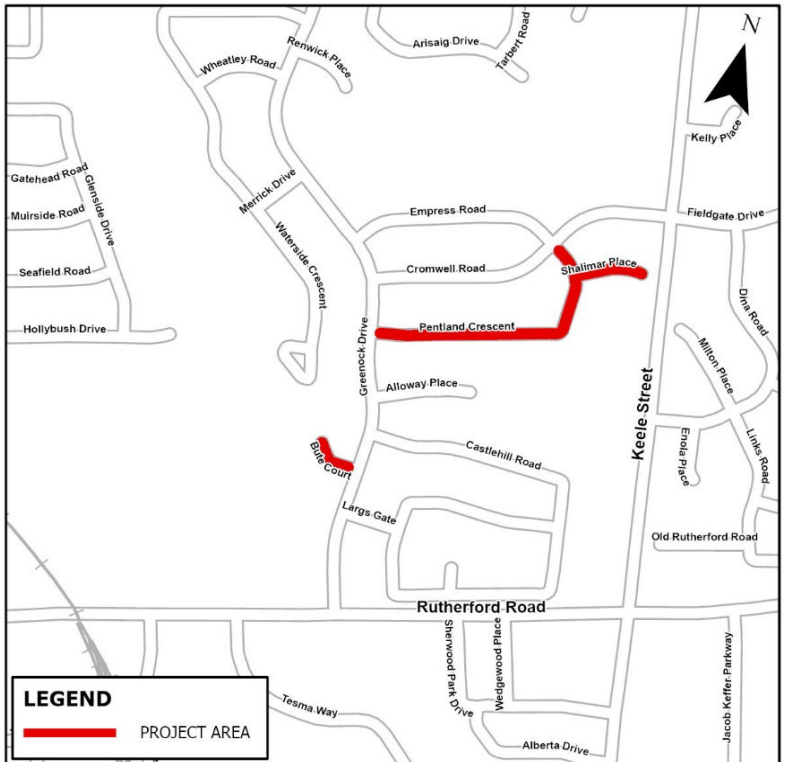 N
Renwick Place
Arisaig Drive
Tarbert Road
Wheatley Road
Kelly Place
Gatehead Road
Glenside Drive
Merrick Drive
Muirside Road
Empress Road
Fieldgate Drive
Waterside Crescent
Seafield Road
Cromwell Road
Shalimar Place
Dina Road
Hollybush Drive
Greenock Drive
Pentland Crescent
Milton Place
Alloway Place
Keele Street
Bute Court
Castlehill Road
Enola Place
Links Road
Largs Gate
Old Rutherford Road
Rutherford Road
Sherwood Park Drive
Wedgewood Place
Jacob Keffer Parkway
LEGEND
PROJECT AREA
Tesma Way
Alberta Drive